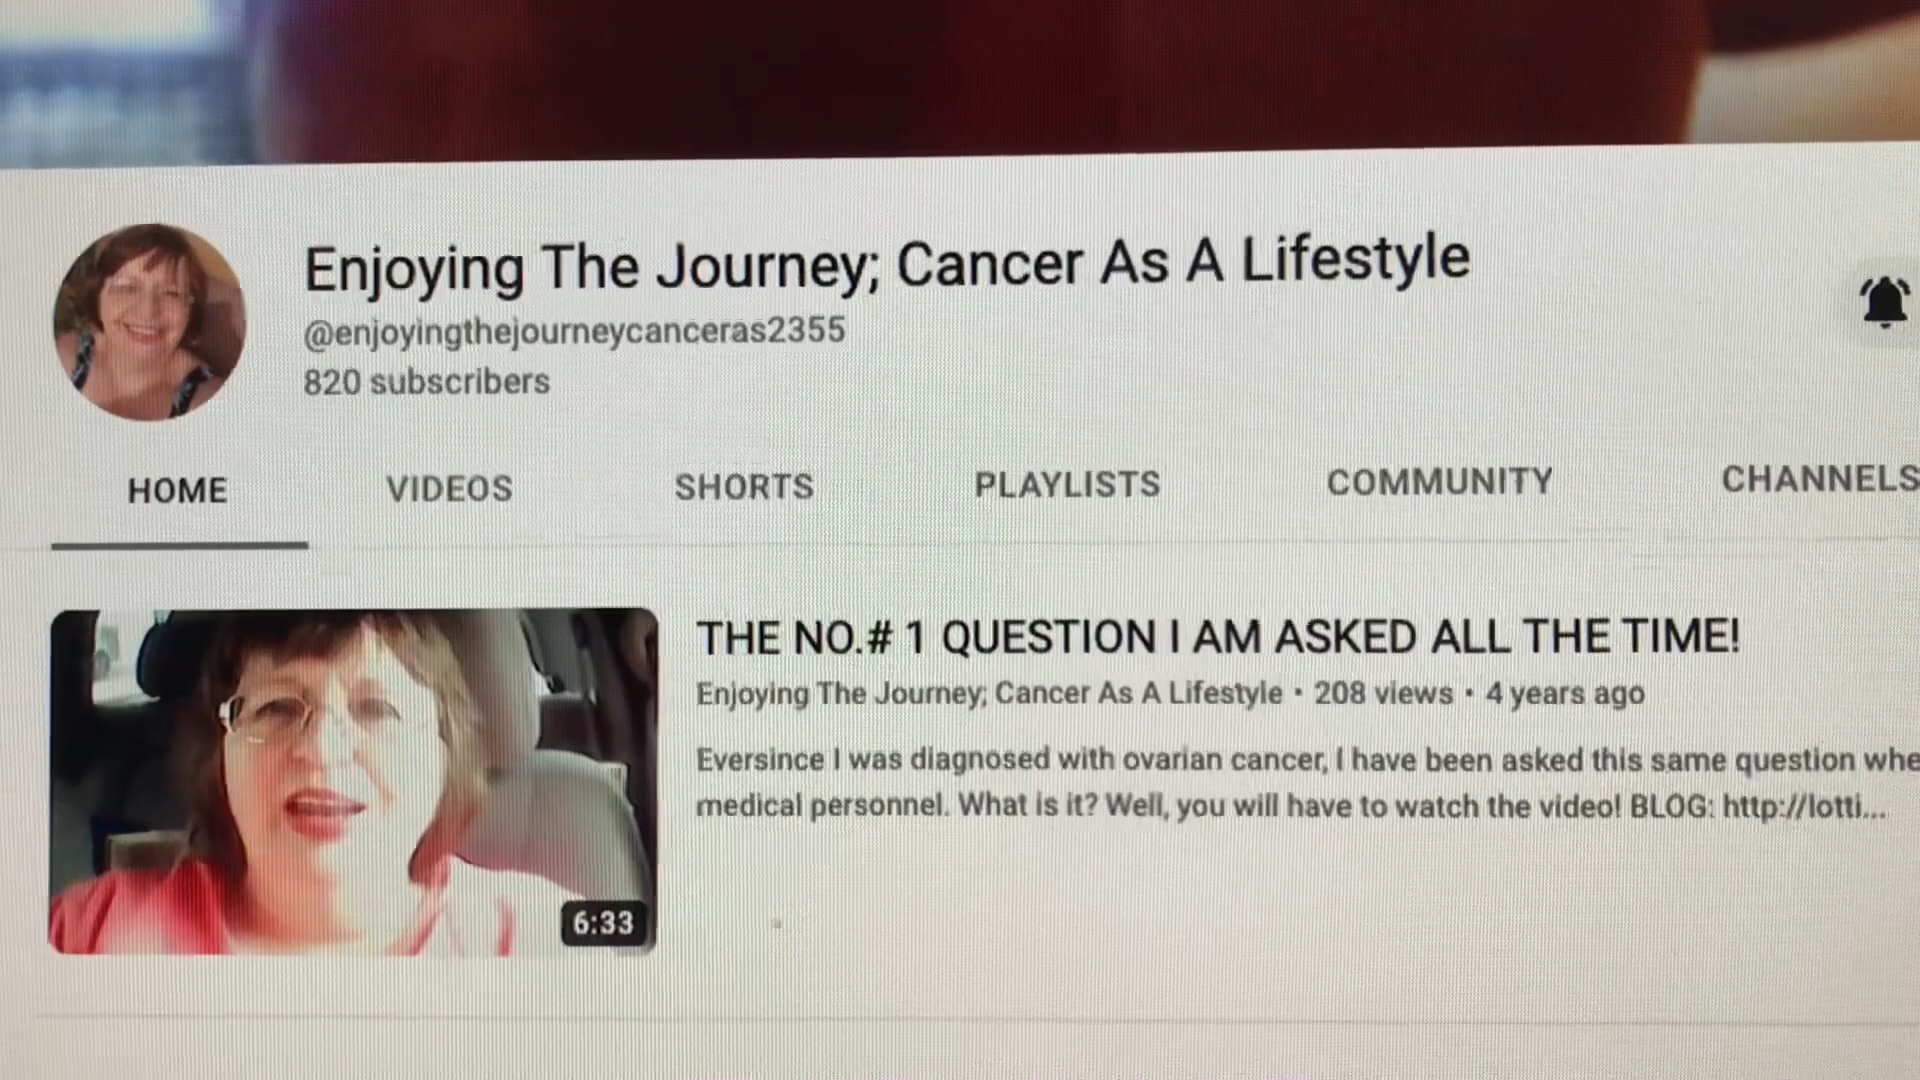 Enjoying The Journey; Cancer As A Lifestyle
@enjoyingthejourneycanceras2355
820 subscribers
HOME VIDEOS SHORTS PLAYLISTS COMMUNITY CHANNELS
THE NO.# 1 QUESTION I AM ASKED ALL THE TIME!
Enjoying The Journey; Cancer As A Lifestyle • 208 views • 4 years ago
Eversince I was diagnosed with ovarian cancer, I have been asked this same question whe
medical personnel. What is it? Well, you will have to watch the video! BLOG: http://lotti...
6:33